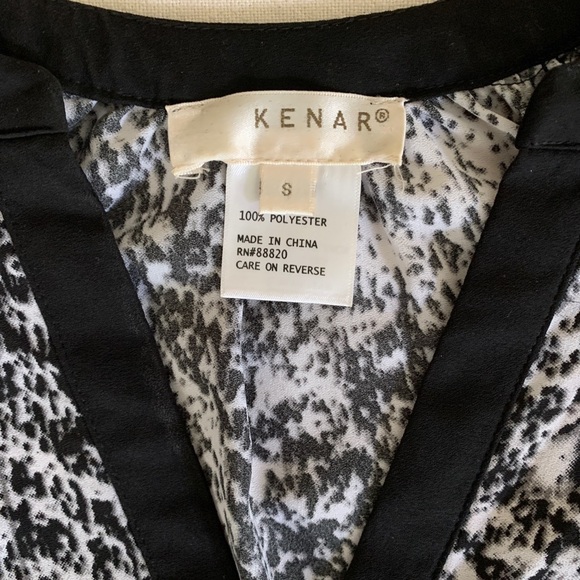 KENAR®
S
100% POLYESTER
MADE IN CHINA
RN#88820
CARE ON REVERSE